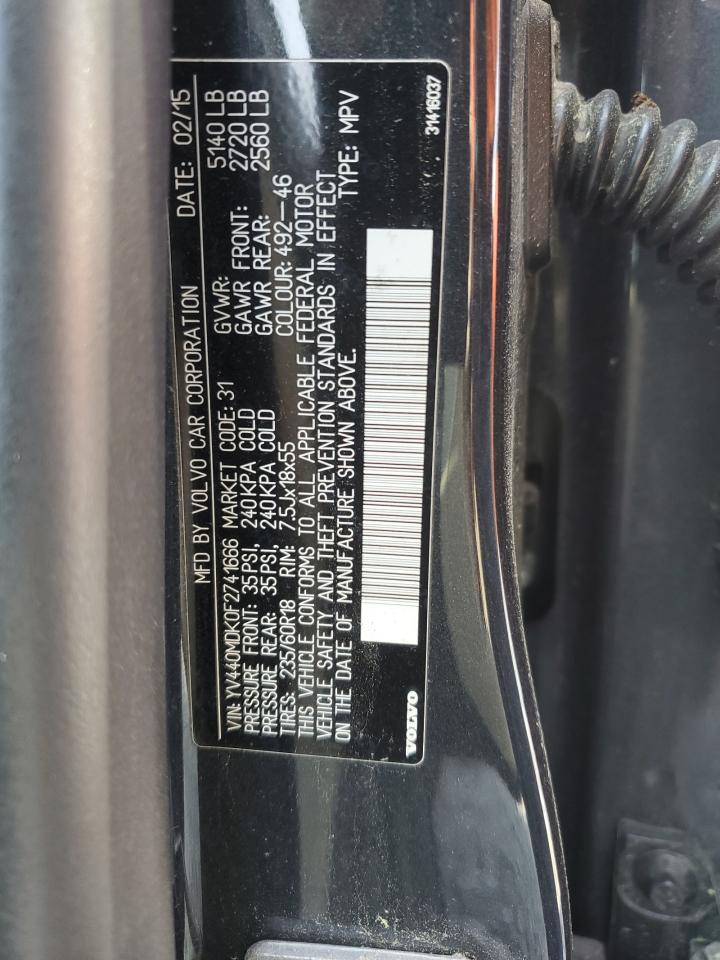 MFD BY VOLVO CAR CORPORATION DATE: 02/15
VIN: YV440MDK0F2741666 MARKET CODE: 31 GVWR: 5140 LB
PRESSURE FRONT: 35PSI, 240KPA COLD GAWR FRONT: 2720 LB
PRESSURE REAR: 35PSI, 240KPA COLD GAWR REAR: 2560 LB
TIRES: 235/60R18 RIM: 7.5Jx18x55 COLOUR: 492-46
THIS VEHICLE CONFORMS TO ALL APPLICABLE FEDERAL MOTOR
VEHICLE SAFETY AND THEFT PREVENTION STANDARDS IN EFFECT
ON THE DATE OF MANUFACTURE SHOWN ABOVE. TYPE: MPV
VOLVO
31416037